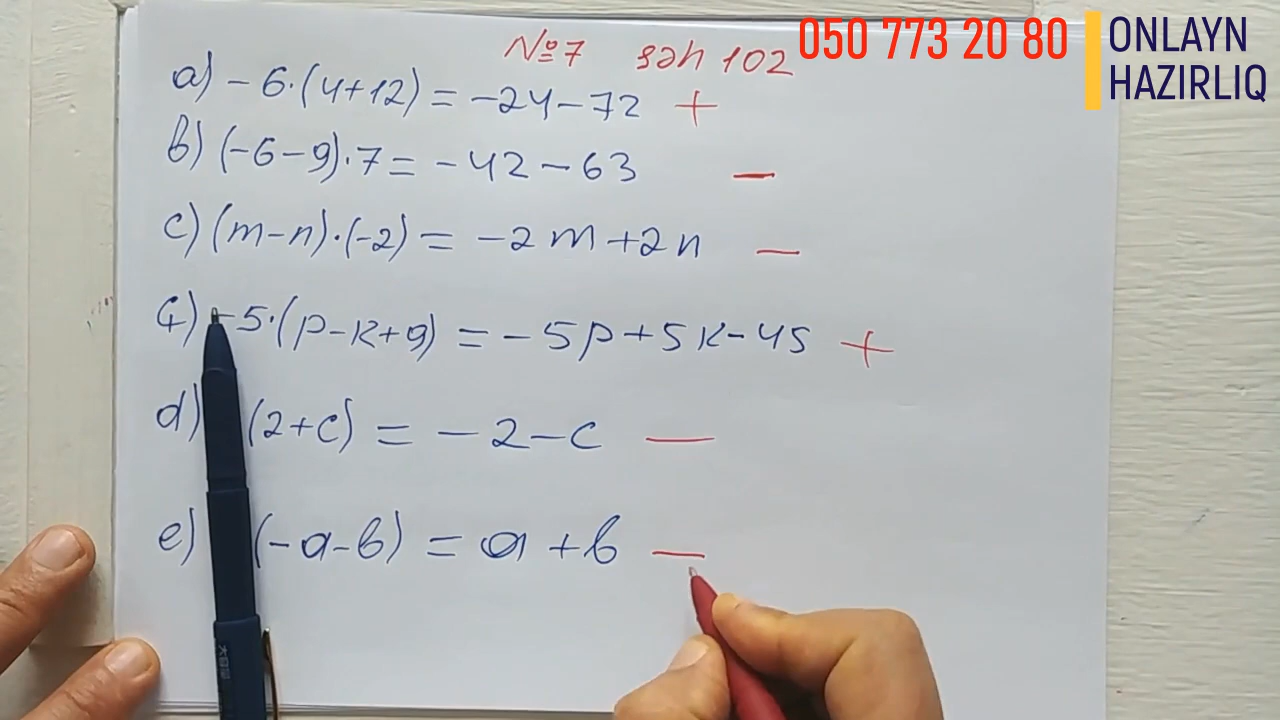 050 773 20 80
ONLAYN
HAZIRLIQ
№7 səh 102
a) -6·(4+12) = -24-72 +
b) (-6-9)·7 = -42-63 —
c) (m-n)·(-2) = -2m+2n —
ç) -5·(p-k+9) = -5p+5k-45 +
d) (2+c) = -2-c —
e) (-a-b) = a+b —